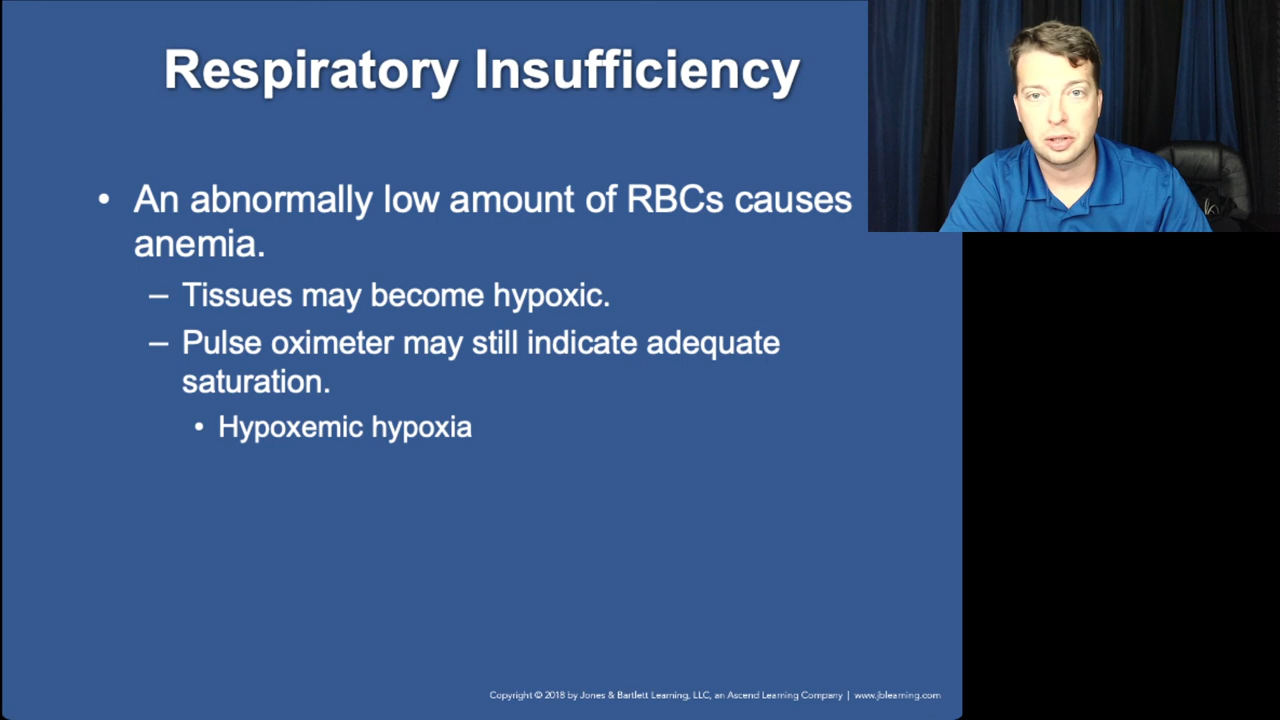 Respiratory Insufficiency
• An abnormally low amount of RBCs causes
anemia.
– Tissues may become hypoxic.
– Pulse oximeter may still indicate adequate
saturation.
• Hypoxemic hypoxia
Copyright © 2018 by Jones & Bartlett Learning, LLC, an Ascend Learning Company | www.jblearning.com